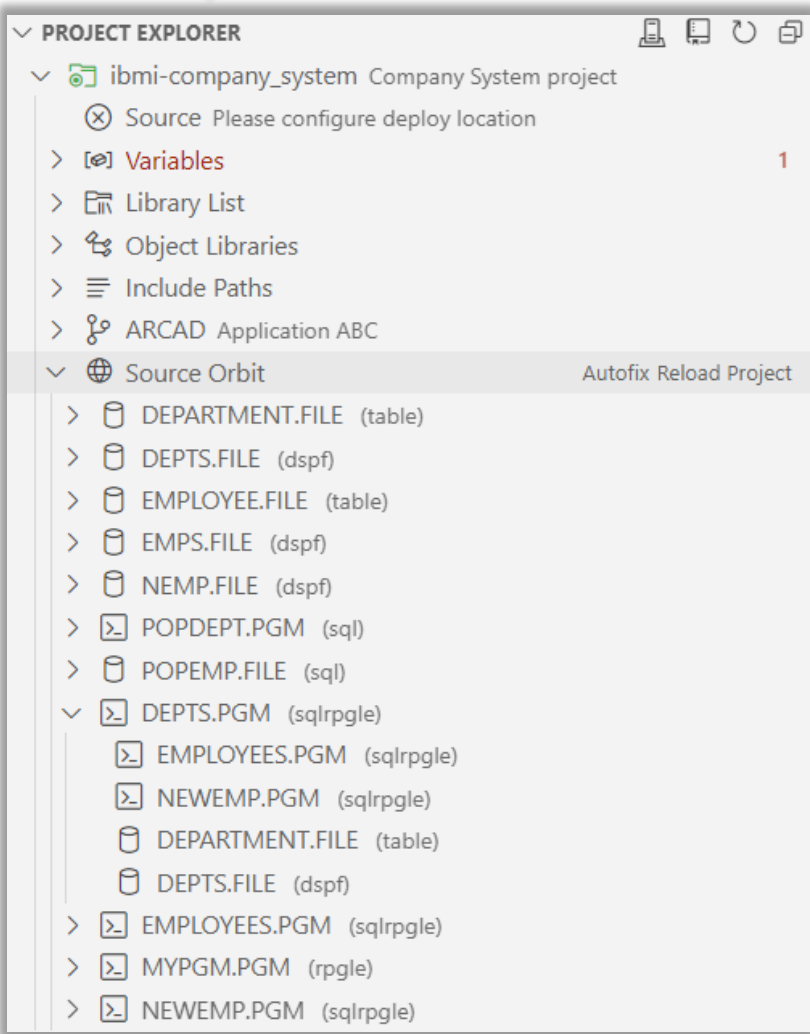 PROJECT EXPLORER
ibmi-company_system Company System project
Source Please configure deploy location
Variables 1
Library List
Object Libraries
Include Paths
ARCAD Application ABC
Source Orbit Autofix Reload Project
DEPARTMENT.FILE (table)
DEPTS.FILE (dspf)
EMPLOYEE.FILE (table)
EMPS.FILE (dspf)
NEMP.FILE (dspf)
POPDEPT.PGM (sql)
POPEMP.FILE (sql)
DEPTS.PGM (sqlrpgle)
EMPLOYEES.PGM (sqlrpgle)
NEWEMP.PGM (sqlrpgle)
DEPARTMENT.FILE (table)
DEPTS.FILE (dspf)
EMPLOYEES.PGM (sqlrpgle)
MYPGM.PGM (rpgle)
NEWEMP.PGM (sqlrpgle)